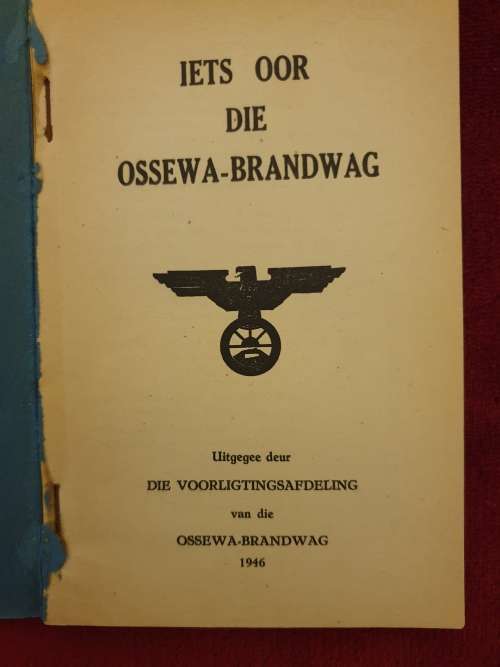 IETS OOR
DIE
OSSEWA-BRANDWAG
Uitgegee deur
DIE VOORLIGTINGSAFDELING
van die
OSSEWA-BRANDWAG
1946